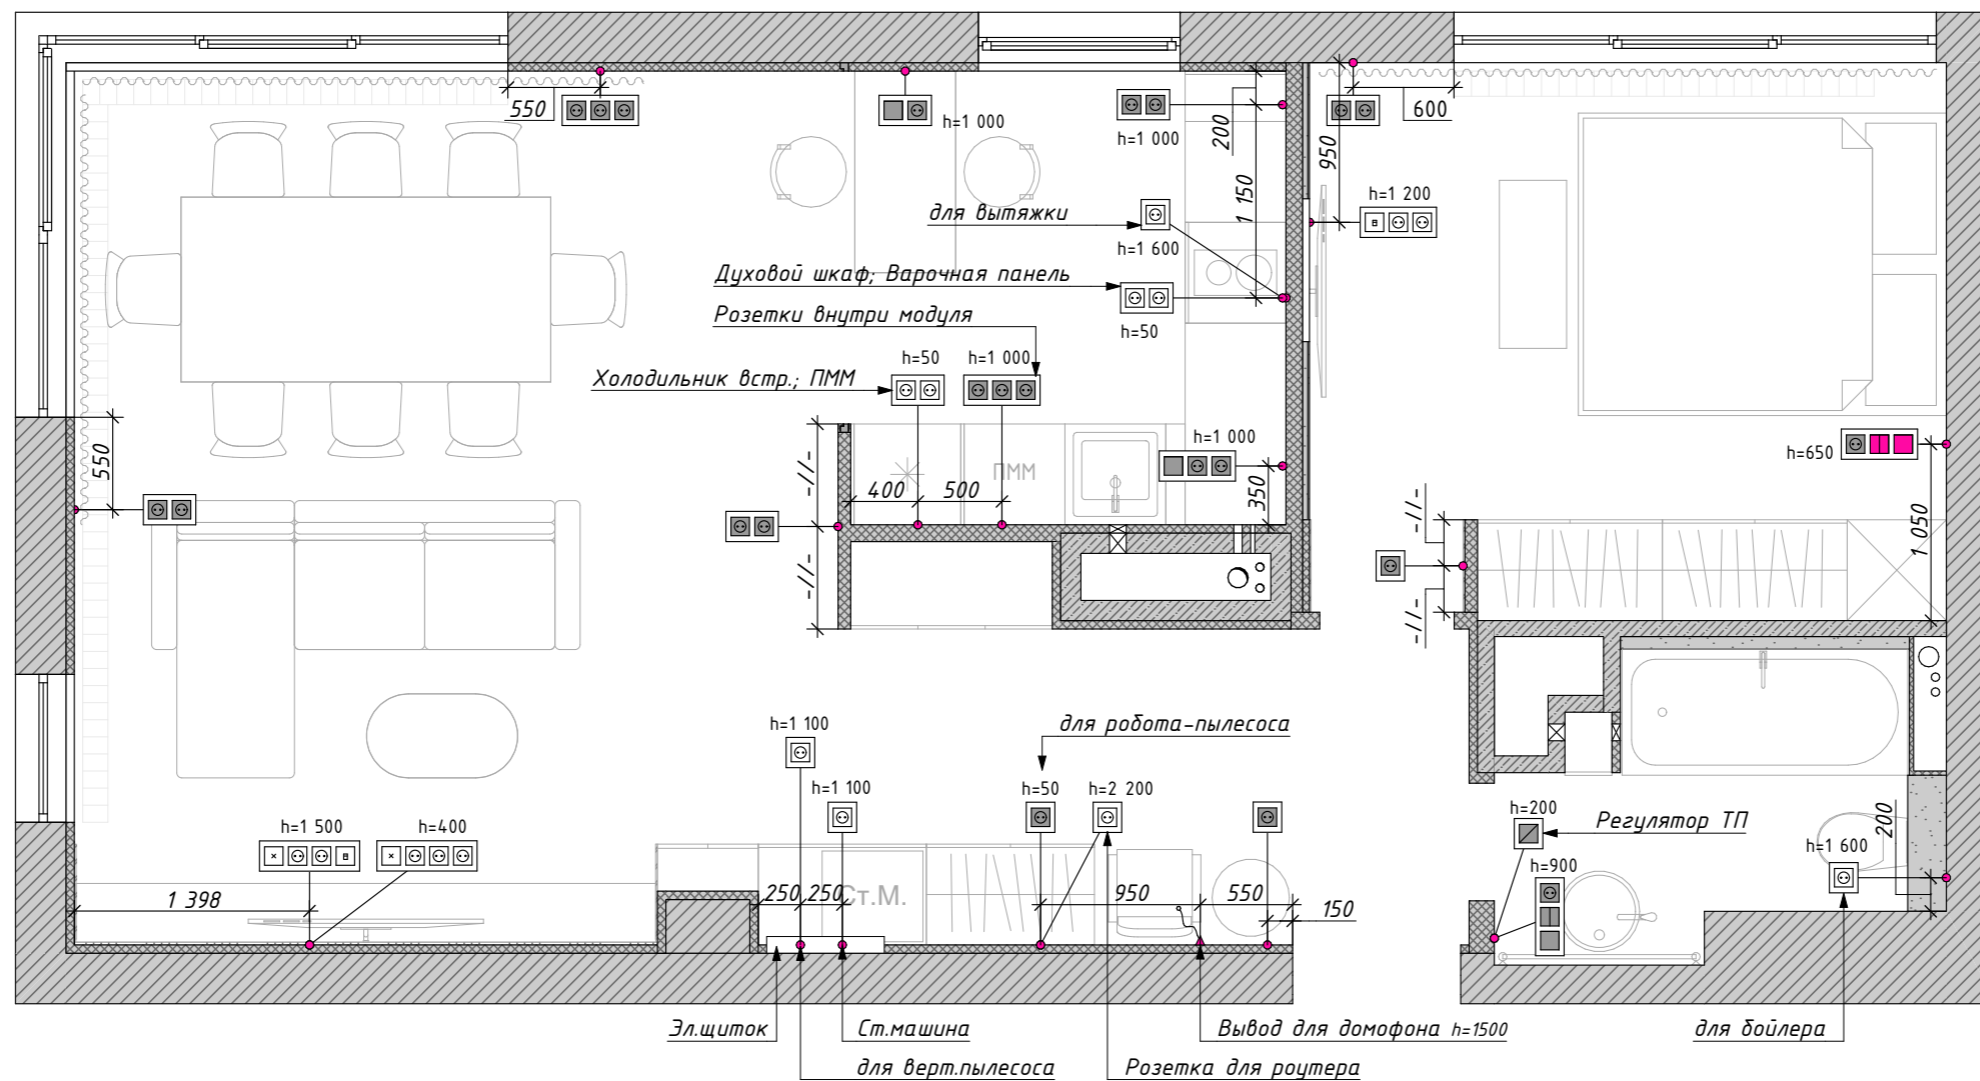 550
h=1 000
h=1 000
200
950
600
h=1 200
для вытяжки
h=1 600
1 150
Духовой шкаф; Варочная панель
h=50
Розетки внутри модуля
h=50
h=1 000
Холодильник встр.; ПММ
550
-//-
h=1 000
h=650
ПММ
400
500
350
-//-
1 050
-//-
-//-
для робота-пылесоса
h=1 100
h=1 100
h=50
h=2 200
h=200
Регулятор ТП
200
h=1 500
h=400
h=900
h=1 600
1 398
250
250
Ст.М.
950
550
150
Эл.щиток
Ст.машина
Вывод для домофона h=1500
для бойлера
для верт.пылесоса
Розетка для роутера